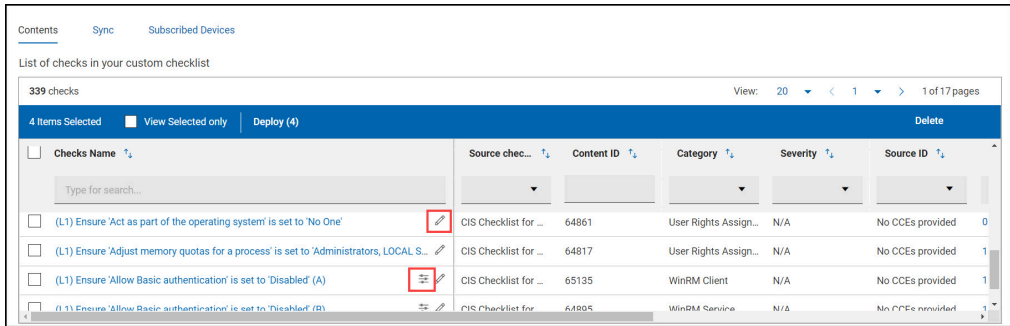 Contents Sync Subscribed Devices
List of checks in your custom checklist
339 checks View: 20 1 1 of 17 pages
4 Items Selected View Selected only Deploy (4) Delete
Checks Name Source chec... Content ID Category Severity Source ID
Type for search...
(L1) Ensure 'Act as part of the operating system' is set to 'No One' CIS Checklist for ... 64861 User Rights Assign... N/A No CCEs provided 0
(L1) Ensure 'Adjust memory quotas for a process' is set to 'Administrators, LOCAL S... CIS Checklist for ... 64817 User Rights Assign... N/A No CCEs provided 1
(L1) Ensure 'Allow Basic authentication' is set to 'Disabled' (A) CIS Checklist for ... 65135 WinRM Client N/A No CCEs provided 1
(L1) Ensure 'Allow Basic authentication' is set to 'Disabled' (B) CIS Checklist for ... 64895 WinRM Service N/A No CCEs provided 1